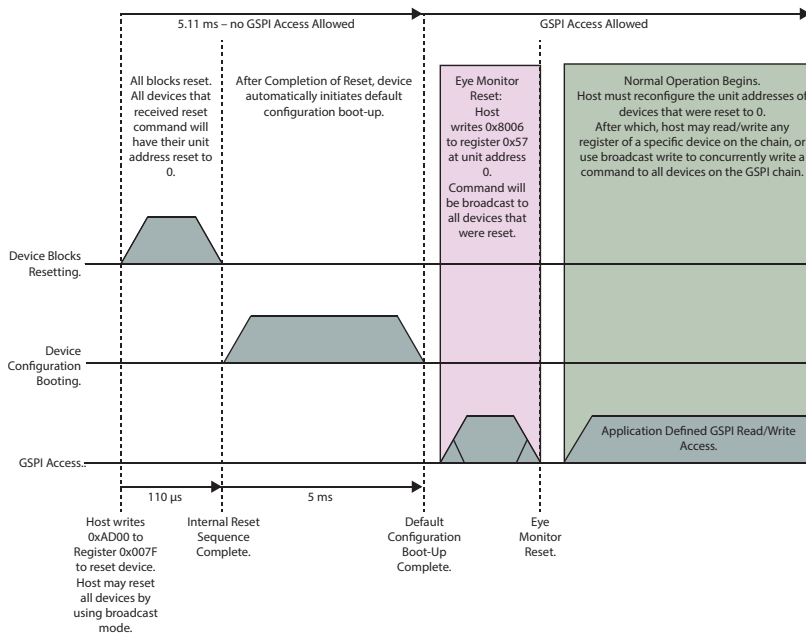 5.11 ms – no GSPI Access Allowed
GSPI Access Allowed
All blocks reset.
All devices that
received reset
command will
have their unit
address reset to
0.
After Completion of Reset, device
automatically initiates default
configuration boot-up.
Eye Monitor
Reset:
Host
writes 0x8006
to register 0x57
at unit address
0.
Command will
be broadcast to
all devices that
were reset.
Normal Operation Begins.
Host must reconfigure the unit addresses of
devices that were reset to 0.
After which, host may read/write any
register of a specific device on the chain, or
use broadcast write to concurrently write a
command to all devices on the GSPI chain.
Device Blocks
Resetting.
Device
Configuration
Booting.
GSPI Access.
Application Defined GSPI Read/Write
Access.
110 µs
5 ms
Host writes
0xAD00 to
Register 0x007F
to reset device.
Host may reset
all devices by
using broadcast
mode.
Internal Reset
Sequence
Complete.
Default
Configuration
Boot-Up
Complete.
Eye
Monitor
Reset.